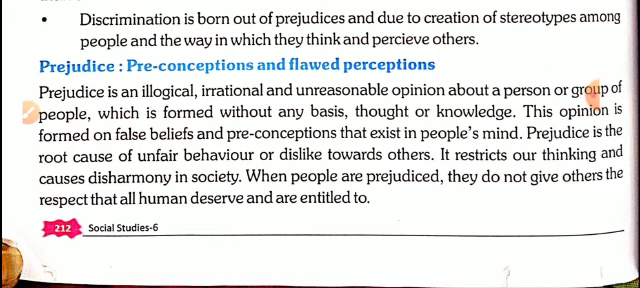 • Discrimination is born out of prejudices and due to creation of stereotypes among
people and the way in which they think and percieve others.
Prejudice : Pre-conceptions and flawed perceptions
Prejudice is an illogical, irrational and unreasonable opinion about a person or group of
people, which is formed without any basis, thought or knowledge. This opinion is
formed on false beliefs and pre-conceptions that exist in people's mind. Prejudice is the
root cause of unfair behaviour or dislike towards others. It restricts our thinking and
causes disharmony in society. When people are prejudiced, they do not give others the
respect that all human deserve and are entitled to.
212 Social Studies-6